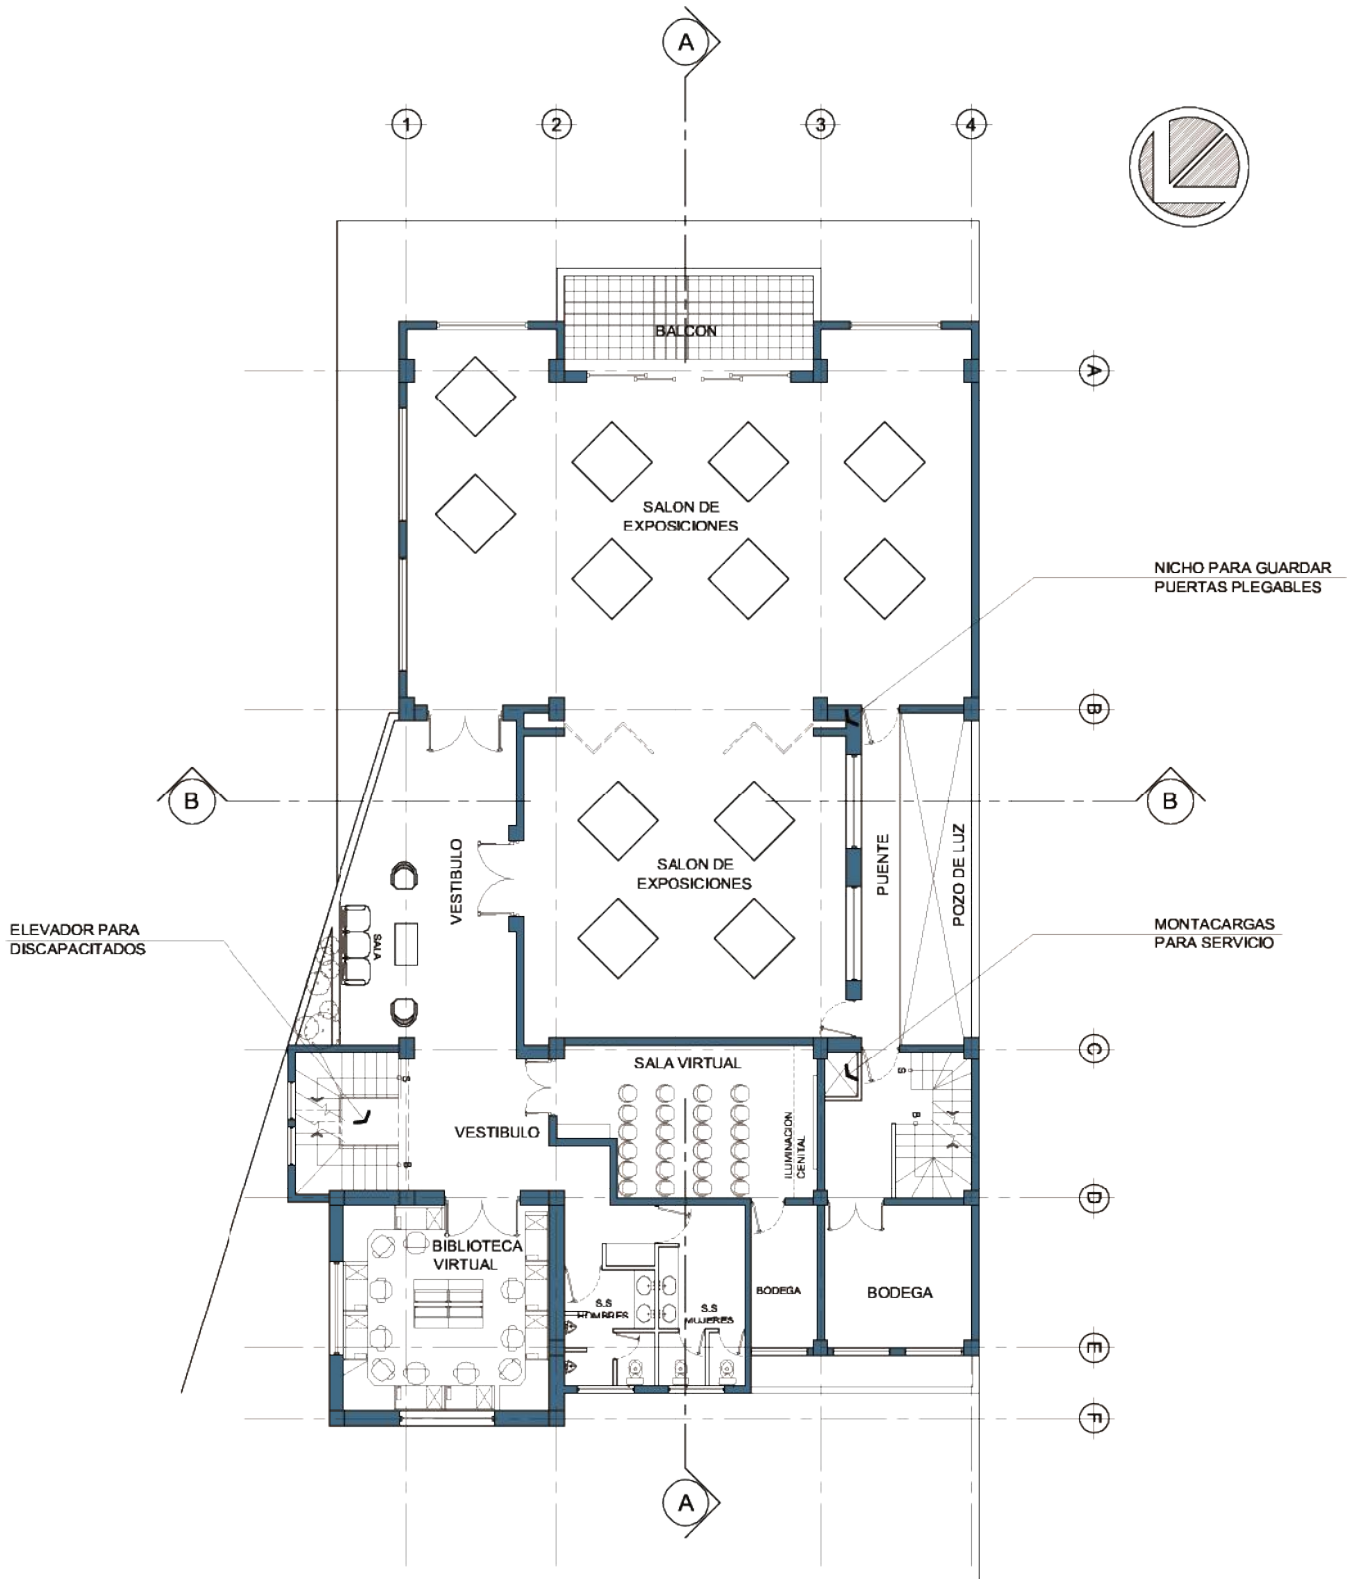 A
1
2
3
4
BALCON
A
SALON DE
EXPOSICIONES
NICHO PARA GUARDAR
PUERTAS PLEGABLES
B
B
B
VESTIBULO
SALON DE
EXPOSICIONES
PUENTE
POZO DE LUZ
ELEVADOR PARA
DISCAPACITADOS
SALA
MONTACARGAS
PARA SERVICIO
C
SALA VIRTUAL
S
S
B
VESTIBULO
ILUMINACION
CENITAL
B
D
BIBLIOTECA
VIRTUAL
S.S
HOMBRES
S.S
MUJERES
BODEGA
BODEGA
E
F
A